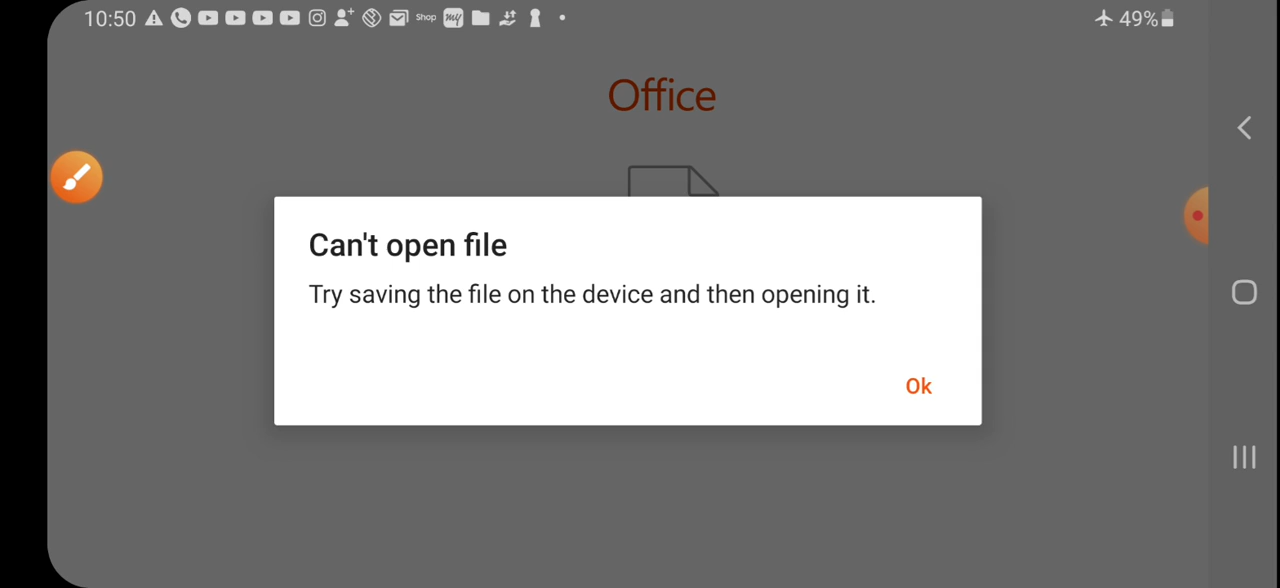 10:50 Shop my 49%
Office
Can't open file
Try saving the file on the device and then opening it.
Ok